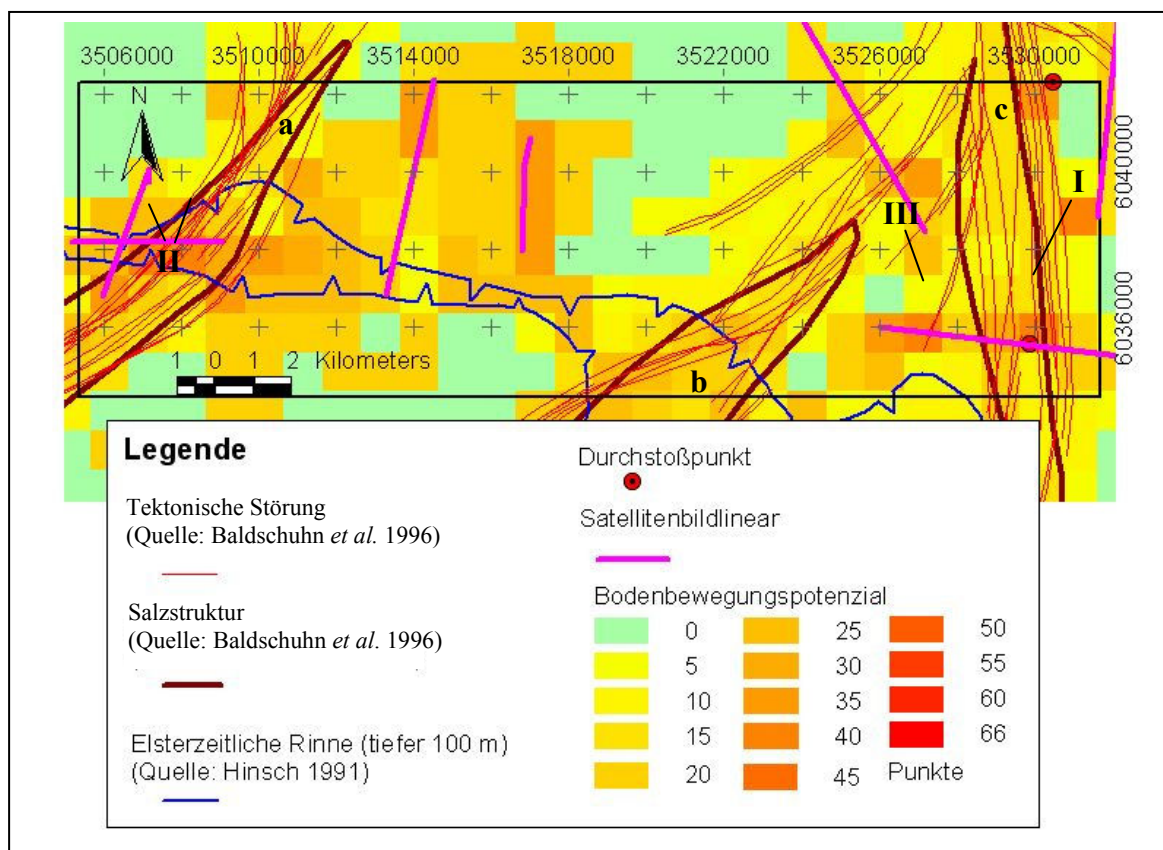 3506000 3510000 3514000 3518000 3522000 3526000 3530000
N
a
c
6040000
I
III
II
6036000
1 0 1 2 Kilometers
b
Legende
Tektonische Störung
(Quelle: Baldschuhn et al. 1996)
Salzstruktur
(Quelle: Baldschuhn et al. 1996)
Elsterzeitliche Rinne (tiefer 100 m)
(Quelle: Hinsch 1991)
Durchstoßpunkt
Satellitenbildlinear
Bodenbewegungspotenzial
0 25 50
5 30 55
10 35 60
15 40 66
20 45 Punkte